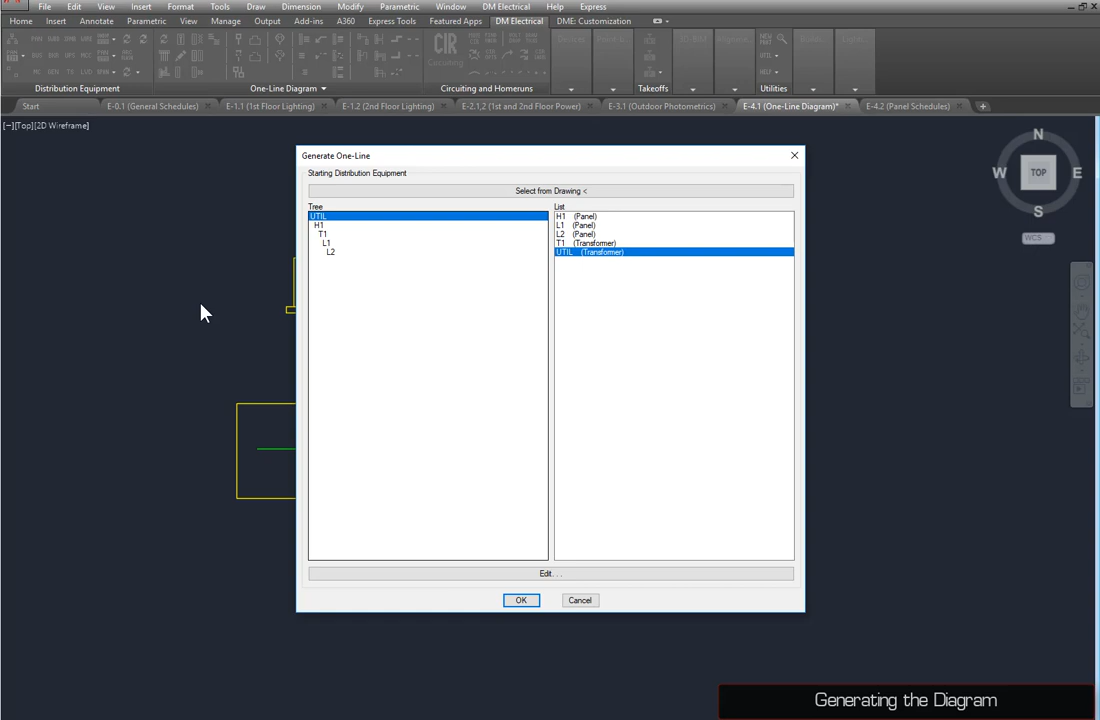 File Edit View Insert Format Tools Draw Dimension Modify Parametric Window DM Electrical Help Express
Home Insert Annotate Parametric View Manage Output Add-ins A360 Express Tools Featured Apps DM Electrical DME: Customization
CIR
Circuiting
NEW
UTIL
HELP
Distribution Equipment One-Line Diagram Circuiting and Homeruns Takeoffs Utilities
Start E-0.1 (General Schedules) E-1.1 (1st Floor Lighting) E-1.2 (2nd Floor Lighting) E-2.1,2 (1st and 2nd Floor Power) E-3.1 (Outdoor Photometrics) E-4.1 (One-Line Diagram)* E-4.2 (Panel Schedules)
[−][Top][2D Wireframe]
N
W TOP E
S
WCS
Generate One-Line
Starting Distribution Equipment
Select from Drawing <
Tree
UTIL
H1
T1
L1
L2
List
H1 (Panel)
L1 (Panel)
L2 (Panel)
T1 (Transformer)
UTIL (Transformer)
Edit. . .
OK Cancel
Generating the Diagram